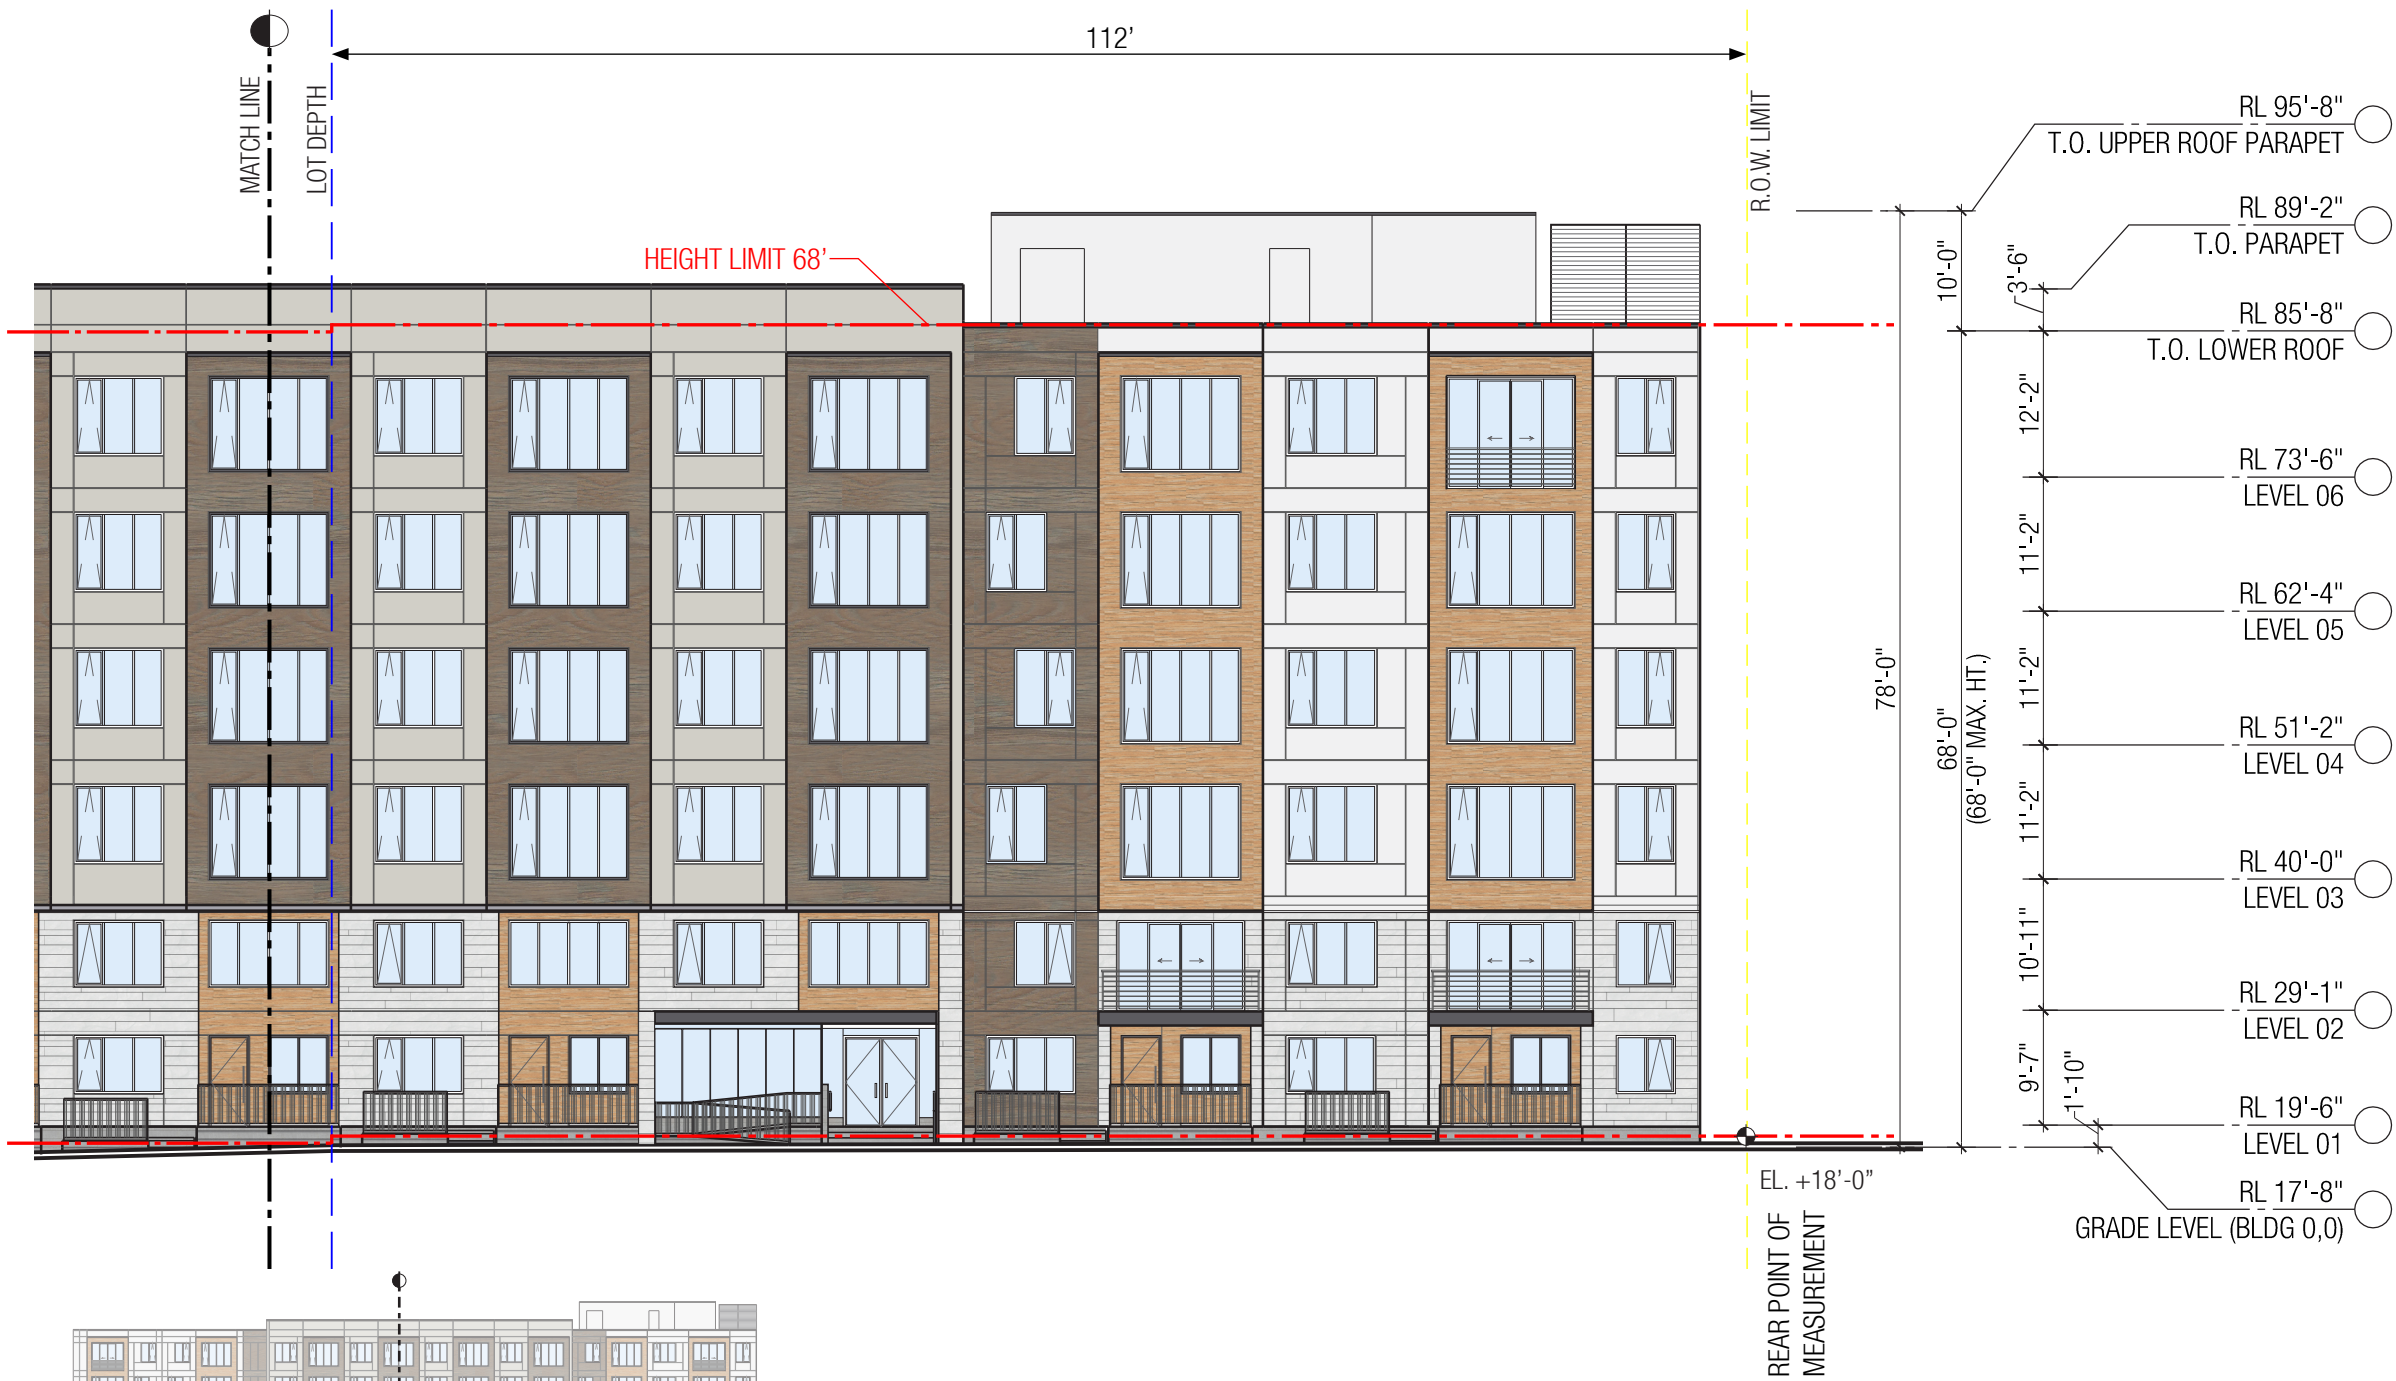 112'
MATCH LINE
LOT DEPTH
R.O.W. LIMIT
HEIGHT LIMIT 68'
RL 95'-8"
T.O. UPPER ROOF PARAPET
RL 89'-2"
T.O. PARAPET
RL 85'-8"
T.O. LOWER ROOF
RL 73'-6"
LEVEL 06
RL 62'-4"
LEVEL 05
RL 51'-2"
LEVEL 04
RL 40'-0"
LEVEL 03
RL 29'-1"
LEVEL 02
RL 19'-6"
LEVEL 01
RL 17'-8"
GRADE LEVEL (BLDG 0,0)
78'-0"
10'-0"
68'-0"
(68'-0" MAX. HT.)
3'-6"
12'-2"
11'-2"
11'-2"
11'-2"
10'-11"
9'-7"
1'-10"
EL. +18'-0”
REAR POINT OF
MEASUREMENT